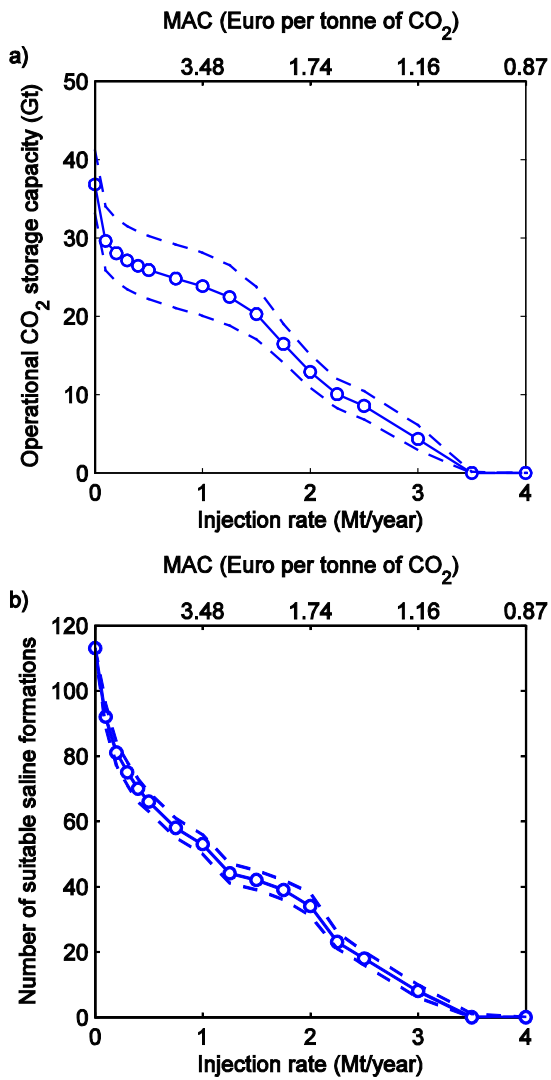 MAC (Euro per tonne of CO2)
a)
3.48 1.74 1.16 0.87
50
40
30
20
10
0
Operational CO2 storage capacity (Gt)
0 1 2 3 4
Injection rate (Mt/year)
MAC (Euro per tonne of CO2)
b)
3.48 1.74 1.16 0.87
120
100
80
60
40
20
0
Number of suitable saline formations
0 1 2 3 4
Injection rate (Mt/year)